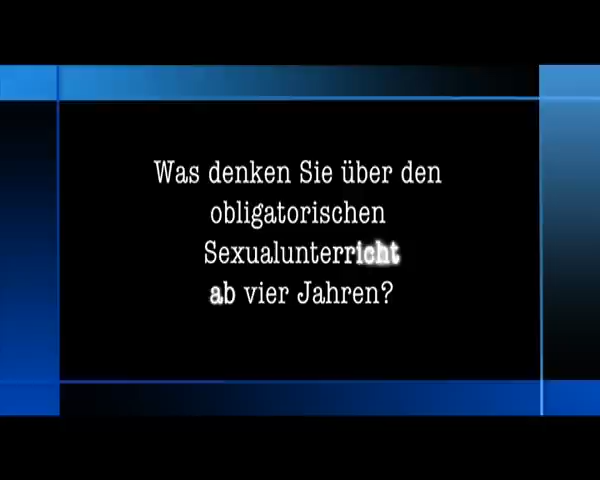 Was denken Sie über den
obligatorischen
Sexualunterricht
ab vier Jahren?